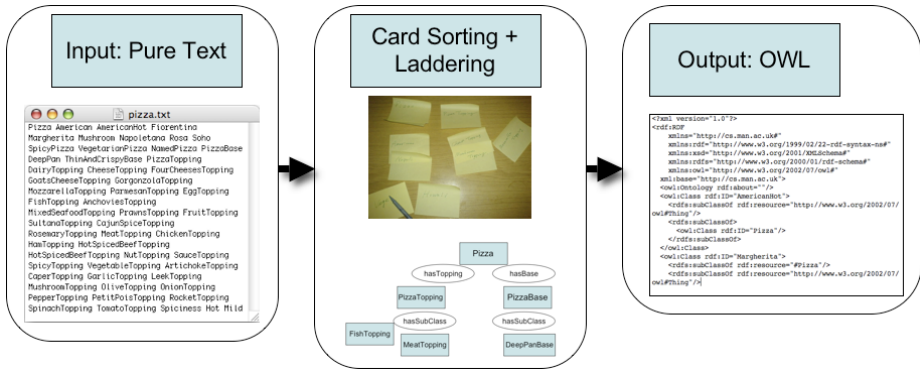 Input: Pure Text
pizza.txt
Pizza American AmericanHot Fiorentina
Margherita Mushroom Napoletana Rosa Soho
SpicyPizza VegetarianPizza NamedPizza PizzaBase
DeepPan ThinAndCrispyBase PizzaTopping
DairyTopping CheeseTopping FourCheesesTopping
GoatsCheeseTopping GorgonzolaTopping
MozzarellaTopping ParmesanTopping EggTopping
FishTopping AnchoviesTopping
MixedSeafoodTopping PrawnsTopping FruitTopping
SultanaTopping CajunSpiceTopping
RosemaryTopping MeatTopping ChickenTopping
HamTopping HotSpicedBeefTopping
HotSpicedBeefTopping NutTopping SauceTopping
SpicyTopping VegetableTopping ArtichokeTopping
CaperTopping GarlicTopping LeekTopping
MushroomTopping OliveTopping OnionTopping
PepperTopping PetitPoisTopping RocketTopping
SpinachTopping TomatoTopping Spiciness Hot Mild
Card Sorting +
Laddering
Pizza
hasTopping
hasBase
PizzaTopping
PizzaBase
hasSubClass
hasSubClass
FishTopping
MeatTopping
DeepPanBase
Output: OWL
<?xml version="1.0"?>
<rdf:RDF
xmlns="http://cs.man.ac.uk#"
xmlns:rdf="http://www.w3.org/1999/02/22-rdf-syntax-ns#"
xmlns:xsd="http://www.w3.org/2001/XMLSchema#"
xmlns:rdfs="http://www.w3.org/2000/01/rdf-schema#"
xmlns:owl="http://www.w3.org/2002/07/owl#"
xml:base="http://cs.man.ac.uk">
<owl:Ontology rdf:about=""/>
<owl:Class rdf:ID="AmericanHot">
<rdfs:subClassOf rdf:resource="http://www.w3.org/2002/07/
owl#Thing"/>
<rdfs:subClassOf>
<owl:Class rdf:ID="Pizza"/>
</rdfs:subClassOf>
</owl:Class>
<owl:Class rdf:ID="Margherita">
<rdfs:subClassOf rdf:resource="#Pizza"/>
<rdfs:subClassOf rdf:resource="http://www.w3.org/2002/07/
owl#Thing"/>